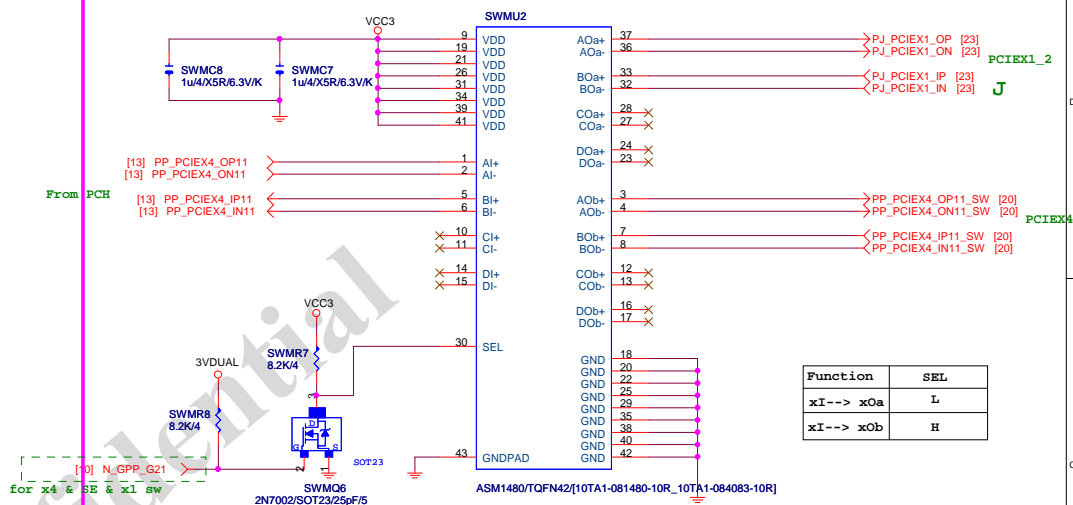 SWMU2
VCC3
9 VDD
19 VDD
21 VDD
26 VDD
31 VDD
34 VDD
39 VDD
41 VDD
SWMC8
1u/4/X5R/6.3V/K
SWMC7
1u/4/X5R/6.3V/K
AOa+ 37 PJ_PCIEX1_OP [23]
AOa- 36 PJ_PCIEX1_ON [23]
PCIEX1_2
BOa+ 33 PJ_PCIEX1_IP [23]
BOa- 32 PJ_PCIEX1_IN [23]
J
COa+ 28
COa- 27
DOa+ 24
DOa- 23
[13] PP_PCIEX4_OP11 1 AI+
[13] PP_PCIEX4_ON11 2 AI-
From PCH
[13] PP_PCIEX4_IP11 5 BI+
[13] PP_PCIEX4_IN11 6 BI-
AOb+ 3 PP_PCIEX4_OP11_SW [20]
AOb- 4 PP_PCIEX4_ON11_SW [20]
PCIEX4
BOb+ 7 PP_PCIEX4_IP11_SW [20]
BOb- 8 PP_PCIEX4_IN11_SW [20]
10 CI+
11 CI-
COb+ 12
COb- 13
14 DI+
15 DI-
DOb+ 16
DOb- 17
VCC3
30 SEL
SWMR7
8.2K/4
3VDUAL
SWMR8
8.2K/4
3
D
G
S
2
1
SOT23
GND 18
GND 20
GND 22
GND 25
GND 29
GND 35
GND 38
GND 40
GND 42
43 GNDPAD
Function SEL
xI--> xOa L
xI--> xOb H
[10] N_GPP_G21
for x4 & SE & x1 sw
SWMQ6
2N7002/SOT23/25pF/5
ASM1480/TQFN42/[10TA1-081480-10R_10TA1-084083-10R]
fidential
D
C